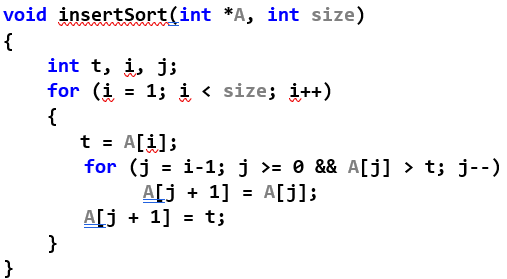 void insertSort(int *A, int size)
{
int t, i, j;
for (i = 1; i < size; i++)
{
t = A[i];
for (j = i-1; j >= 0 && A[j] > t; j--)
A[j + 1] = A[j];
A[j + 1] = t;
}
}